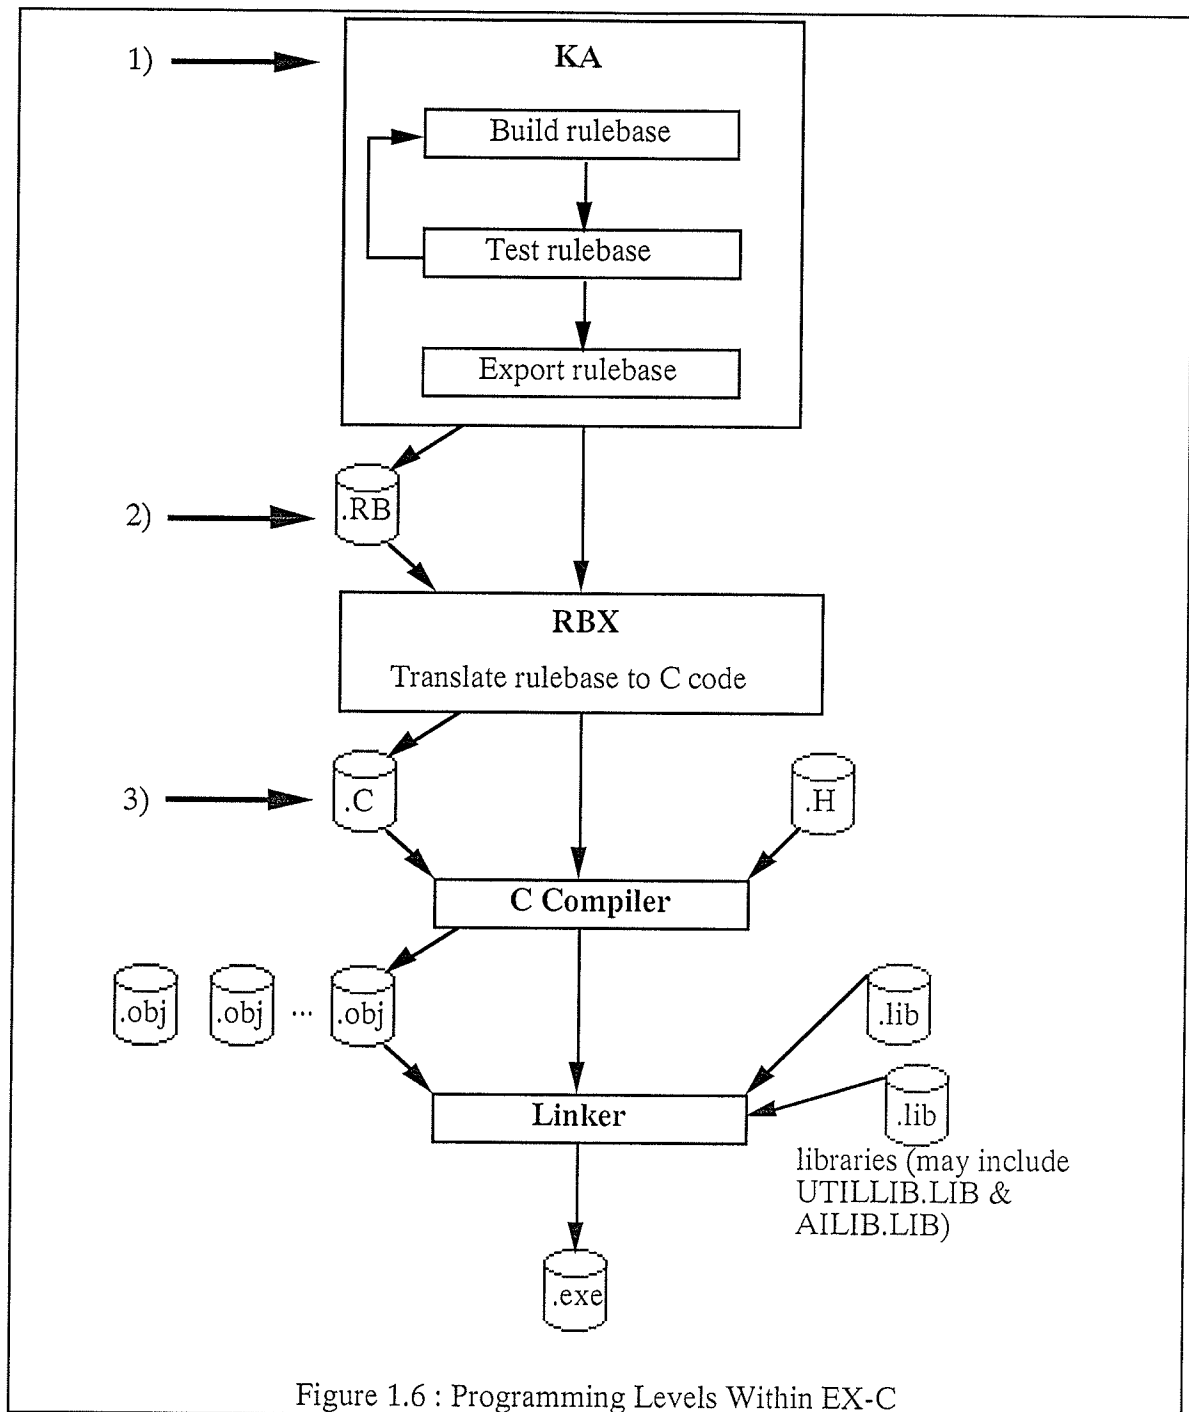 1)
KA
Build rulebase
Test rulebase
Export rulebase
2)
.RB
RBX
Translate rulebase to C code
3)
.C
.H
C Compiler
.obj
.obj
...
.obj
.lib
Linker
.lib
libraries (may include
UTILLIB.LIB &
AILIB.LIB)
.exe
Figure 1.6 : Programming Levels Within EX-C